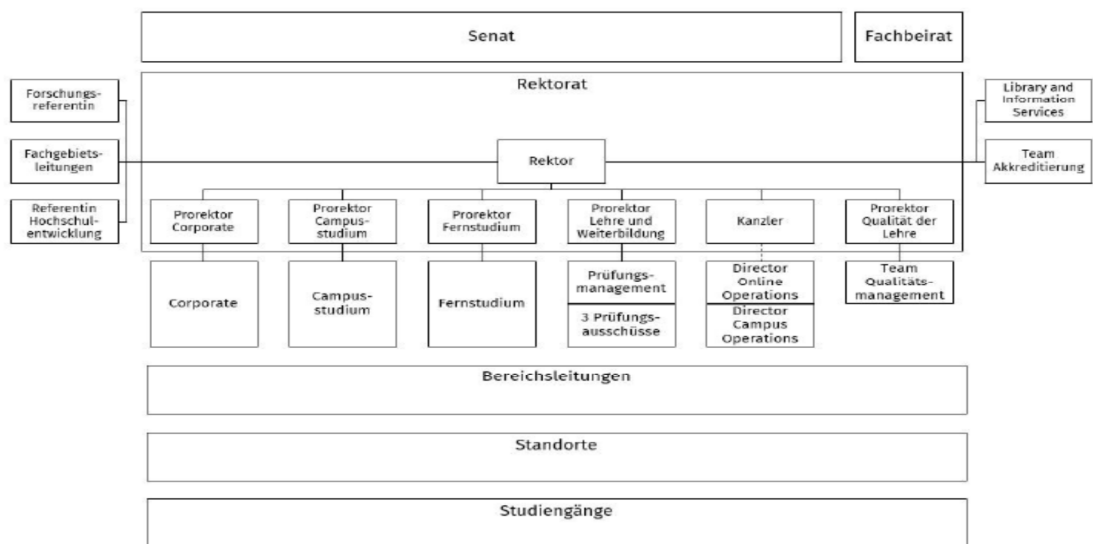 Senat
Fachbeirat
Rektorat
Forschungs-
referentin
Library and
Information
Services
Fachgebiets-
leitungen
Rektor
Team
Akkreditierung
Referentin
Hochschul-
entwicklung
Prorektor
Corporate
Prorektor
Campus-
studium
Prorektor
Fernstudium
Prorektor
Lehre und
Weiterbildung
Kanzler
Prorektor
Qualität der
Lehre
Corporate
Campus-
studium
Fernstudium
Prüfungs-
management
3 Prüfungs-
ausschüsse
Director
Online
Operations
Director
Campus
Operations
Team
Qualitäts-
management
Bereichsleitungen
Standorte
Studiengänge